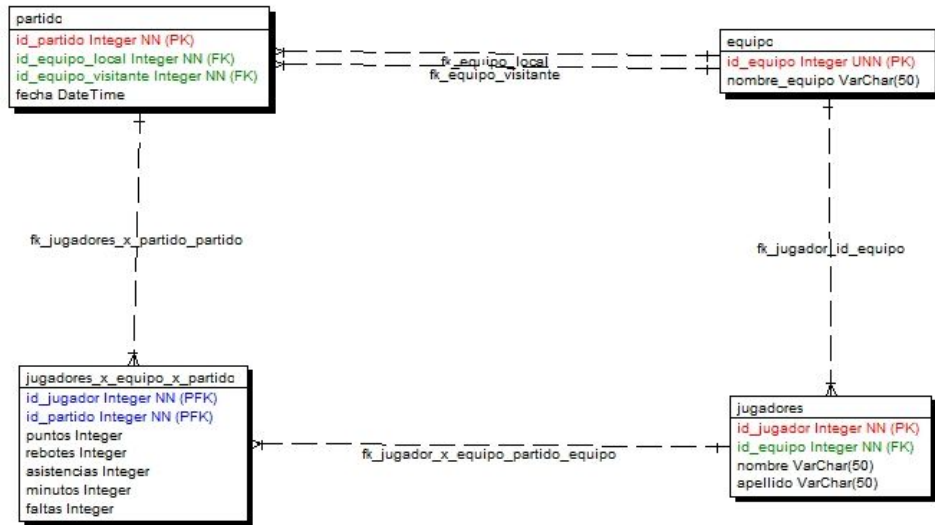 partido
id_partido Integer NN (PK)
id_equipo_local Integer NN (FK)
id_equipo_visitante Integer NN (FK)
fecha DateTime
fk_equipo_local
fk_equipo_visitante
equipo
id_equipo Integer UNN (PK)
nombre_equipo VarChar(50)
fk_jugadores_x_partido_partido
fk_jugador_id_equipo
jugadores_x_equipo_x_partido
id_jugador Integer NN (PFK)
id_partido Integer NN (PFK)
puntos Integer
rebotes Integer
asistencias Integer
minutos Integer
faltas Integer
fk_jugador_x_equipo_partido_equipo
jugadores
id_jugador Integer NN (PK)
id_equipo Integer NN (FK)
nombre VarChar(50)
apellido VarChar(50)